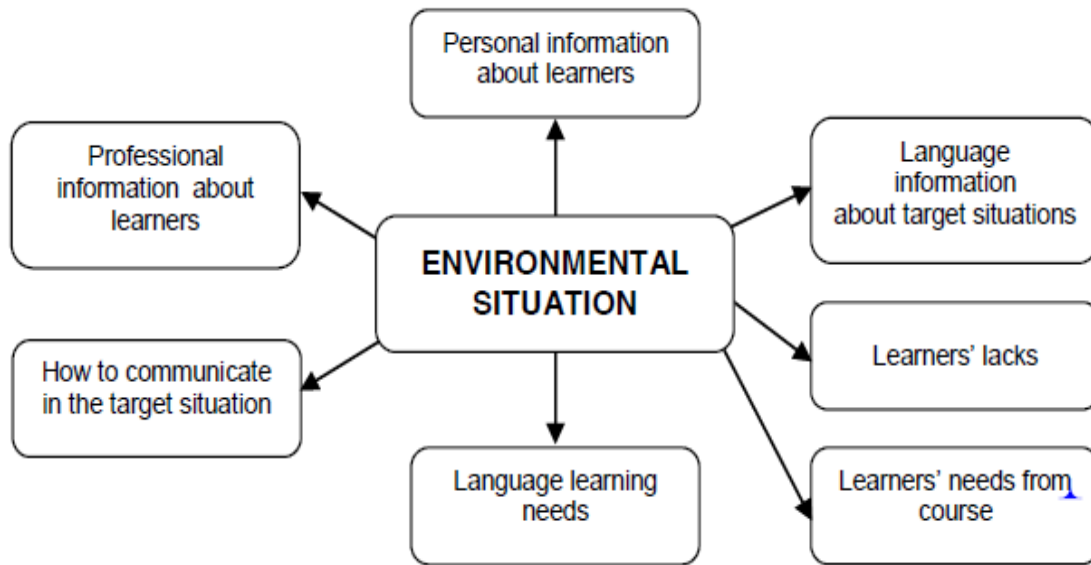 Personal information
about learners
Professional
information about
learners
Language
information
about target situations
ENVIRONMENTAL
SITUATION
How to communicate
in the target situation
Learners’ lacks
Language learning
needs
Learners’ needs from
course